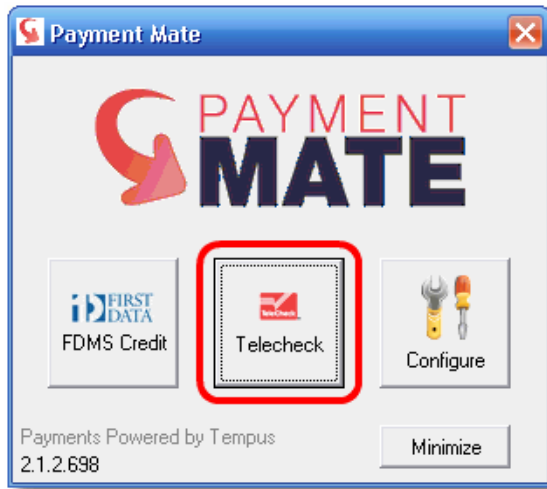 Payment Mate
PAYMENT
MATE
FIRST
DATA
FDMS Credit
TeleCheck
Telecheck
Configure
Payments Powered by Tempus
2.1.2.698
Minimize